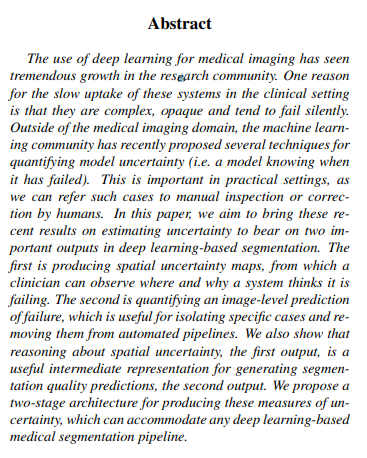 Abstract
The use of deep learning for medical imaging has seen
tremendous growth in the research community. One reason
for the slow uptake of these systems in the clinical setting
is that they are complex, opaque and tend to fail silently.
Outside of the medical imaging domain, the machine learn-
ing community has recently proposed several techniques for
quantifying model uncertainty (i.e. a model knowing when
it has failed). This is important in practical settings, as
we can refer such cases to manual inspection or correc-
tion by humans. In this paper, we aim to bring these re-
cent results on estimating uncertainty to bear on two im-
portant outputs in deep learning-based segmentation. The
first is producing spatial uncertainty maps, from which a
clinician can observe where and why a system thinks it is
failing. The second is quantifying an image-level prediction
of failure, which is useful for isolating specific cases and re-
moving them from automated pipelines. We also show that
reasoning about spatial uncertainty, the first output, is a
useful intermediate representation for generating segmen-
tation quality predictions, the second output. We propose a
two-stage architecture for producing these measures of un-
certainty, which can accommodate any deep learning-based
medical segmentation pipeline.